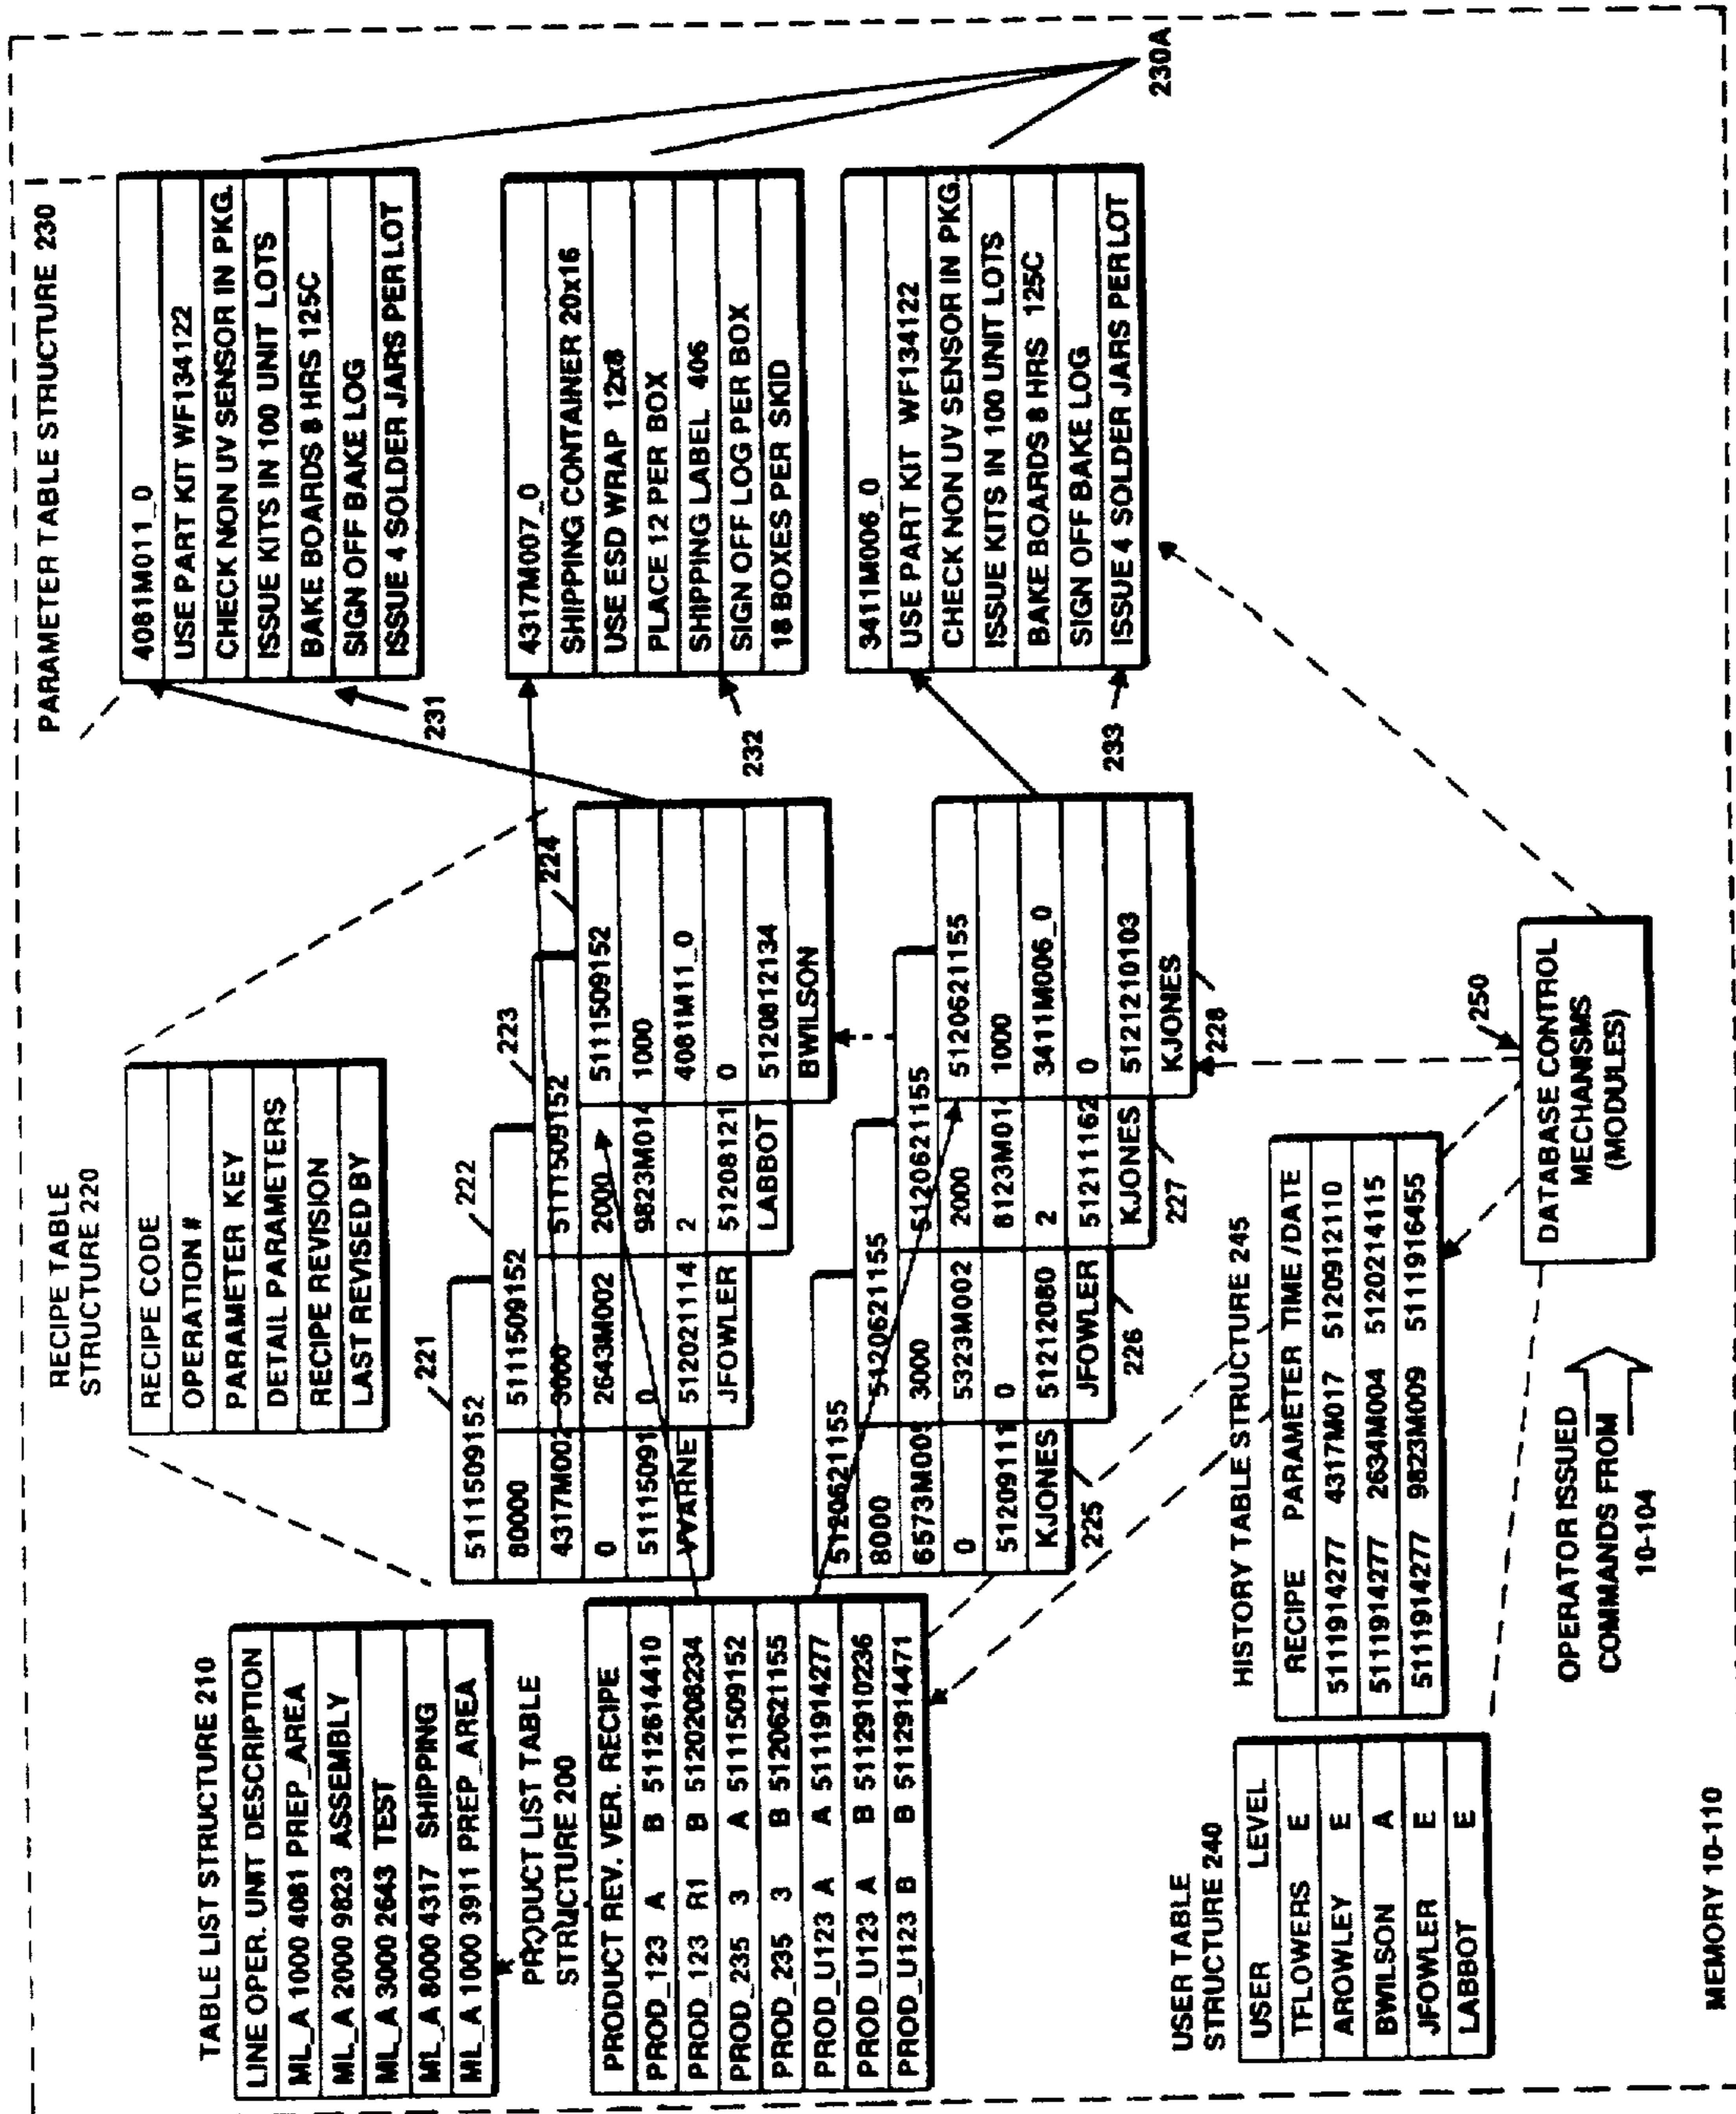 TABLE LIST STRUCTURE 210
LINE OPER. UNIT DESCRIPTION
ML_A 1000 4081 PREP_AREA
ML_A 2000 9823 ASSEMBLY
ML_A 3000 2643 TEST
ML_A 8000 4317 SHIPPING
ML_A 1000 3911 PREP_AREA
PRODUCT LIST TABLE
STRUCTURE 200
PRODUCT REV. VER. RECIPE
PROD_123 A B 5112614410
PROD_123 R1 B 5120208234
PROD_235 3 A 5111509152
PROD_235 3 B 5120621155
PROD_U123 A A 5111914277
PROD_U123 A B 5112910236
PROD_U123 B B 5112914471
USER TABLE
STRUCTURE 240
USER LEVEL
TFLOWERS E
AROWLEY E
BWILSON A
JFOWLER E
LABBOT E
MEMORY 10-110
RECIPE TABLE
STRUCTURE 220
RECIPE CODE
OPERATION #
PARAMETER KEY
DETAIL PARAMETERS
RECIPE REVISION
LAST REVISED BY
221
5111509152
80000
4317M002
0
51115091
WARNE
222
5111509152
3000
2643M002
0
512021114
JFOWLER
223
5111509152
2000
9823M014
2
51208121
LABBOT
224
5111509152
1000
4081M11_0
0
5120812134
BWILSON
5120621155
8000
6573M005
0
51209111
KJONES
225
5120621155
3000
5323M002
0
51212080
JFOWLER
226
5120621155
2000
8123M014
2
512111162
KJONES
227
5120621155
1000
3411M006_0
0
5121210103
KJONES
228
HISTORY TABLE STRUCTURE 245
RECIPE PARAMETER TIME/DATE
5111914277 4317M017 5120912110
5111914277 2634M004 5120214115
5111914277 9823M009 5111916455
OPERATOR ISSUED
COMMANDS FROM
10-104
250
DATABASE CONTROL
MECHANISMS
(MODULES)
PARAMETER TABLE STRUCTURE 230
4081M011_0
USE PART KIT WF134122
CHECK NON UV SENSOR IN PKG.
ISSUE KITS IN 100 UNIT LOTS
BAKE BOARDS 8 HRS 125C
SIGN OFF BAKE LOG
ISSUE 4 SOLDER JARS PER LOT
231
4317M007_0
SHIPPING CONTAINER 20x16
USE ESD WRAP 12x8
PLACE 12 PER BOX
SHIPPING LABEL 406
SIGN OFF LOG PER BOX
18 BOXES PER SKID
232
3411M006_0
USE PART KIT WF134122
CHECK NON UV SENSOR IN PKG.
ISSUE KITS IN 100 UNIT LOTS
BAKE BOARDS 8 HRS 125C
SIGN OFF BAKE LOG
ISSUE 4 SOLDER JARS PER LOT
233
230A